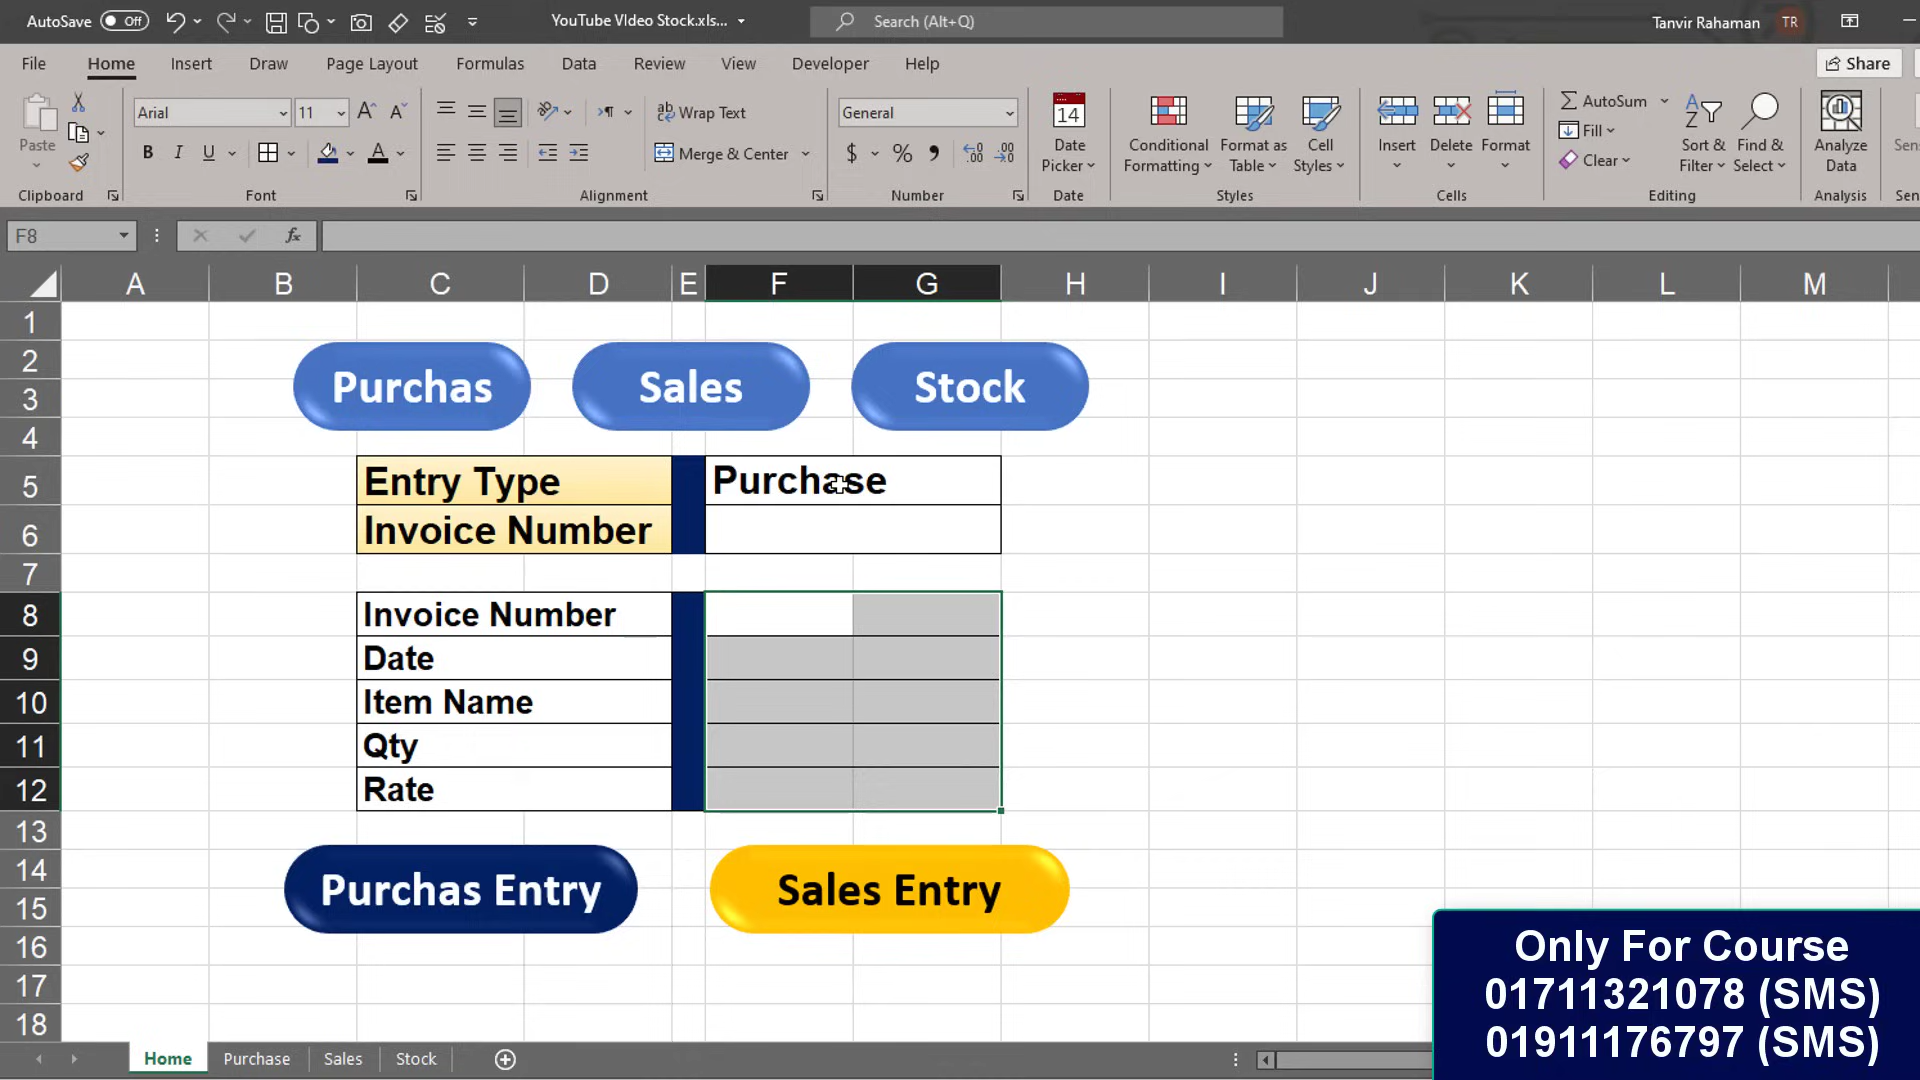 AutoSave Off YouTube VIdeo Stock.xls... Search (Alt+Q) Tanvir Rahaman TR
File Home Insert Draw Page Layout Formulas Data Review View Developer Help Share
Arial 11 Wrap Text General AutoSum
Paste B I U Merge & Center $ % Date Picker Conditional Formatting Format as Table Cell Styles Insert Delete Format Fill Clear Sort & Filter Find & Select Analyze Data
Clipboard Font Alignment Number Date Styles Cells Editing Analysis
F8 fx
A B C D E F G H I J K L M
1
2
3
Purchas Sales Stock
4
5 Entry Type Purchase
6 Invoice Number
7
8 Invoice Number
9 Date
10 Item Name
11 Qty
12 Rate
13
14
15
Purchas Entry Sales Entry
16
17
18
Only For Course
01711321078 (SMS)
01911176797 (SMS)
Home Purchase Sales Stock